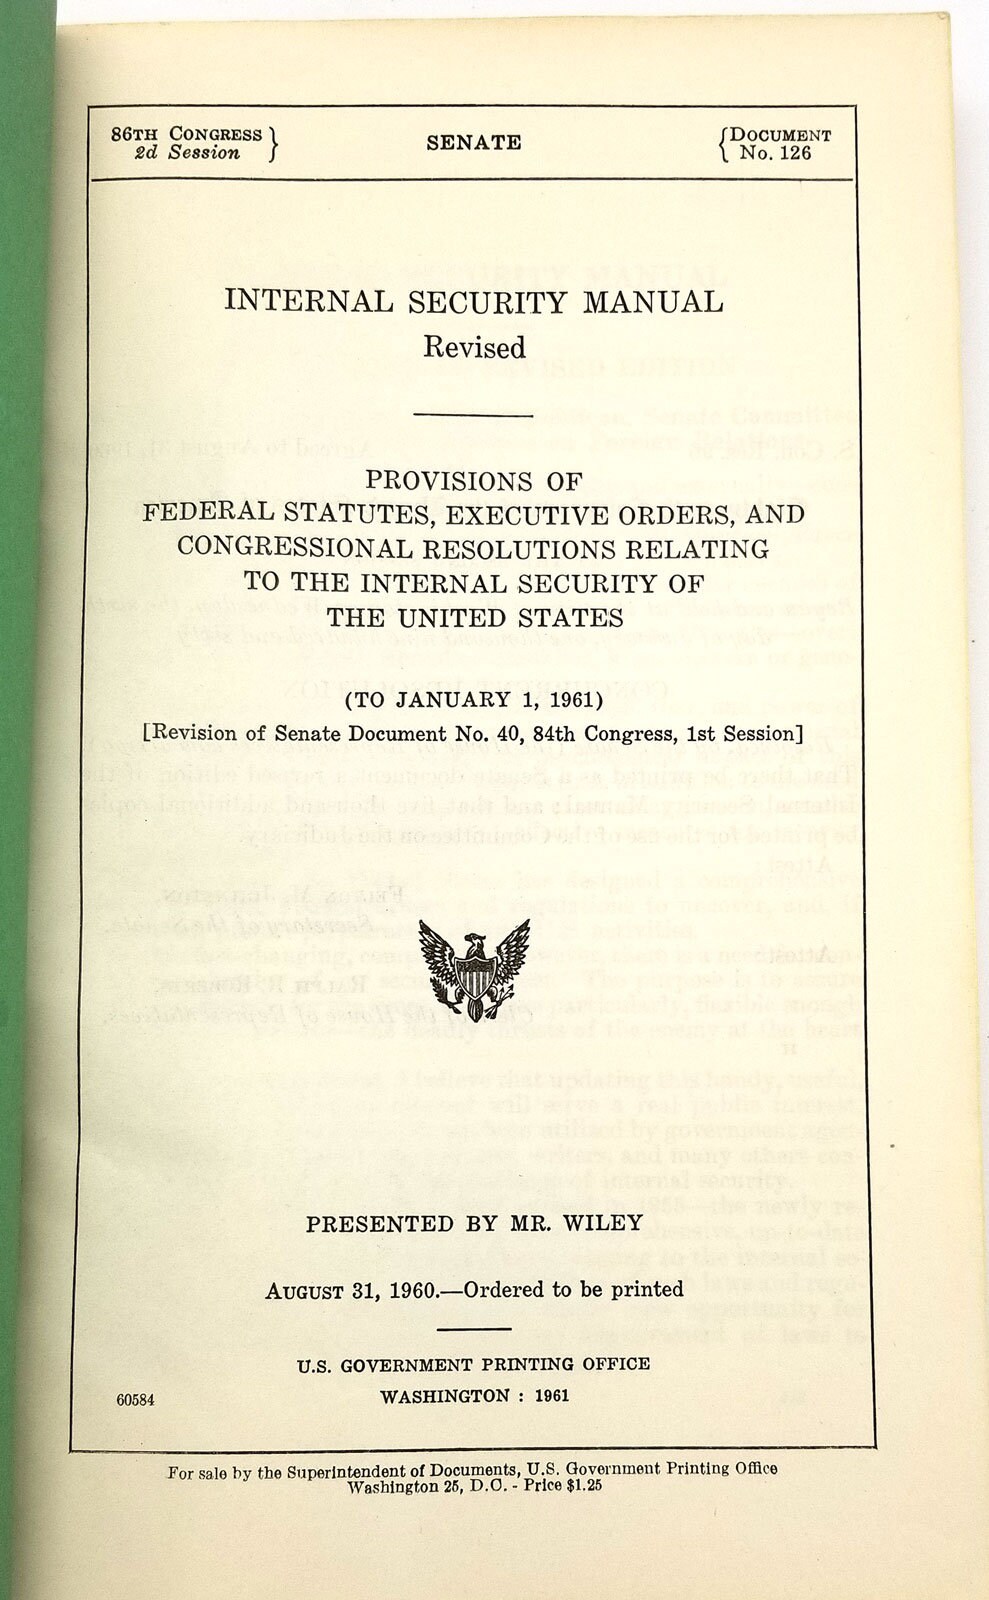 86TH CONGRESS } SENATE { DOCUMENT
2d Session } { No. 126
INTERNAL SECURITY MANUAL
Revised
PROVISIONS OF
FEDERAL STATUTES, EXECUTIVE ORDERS, AND
CONGRESSIONAL RESOLUTIONS RELATING
TO THE INTERNAL SECURITY OF
THE UNITED STATES
(TO JANUARY 1, 1961)
[Revision of Senate Document No. 40, 84th Congress, 1st Session]
PRESENTED BY MR. WILEY
AUGUST 31, 1960.—Ordered to be printed
U.S. GOVERNMENT PRINTING OFFICE
60584 WASHINGTON : 1961
For sale by the Superintendent of Documents, U.S. Government Printing Office
Washington 25, D.C. - Price $1.25